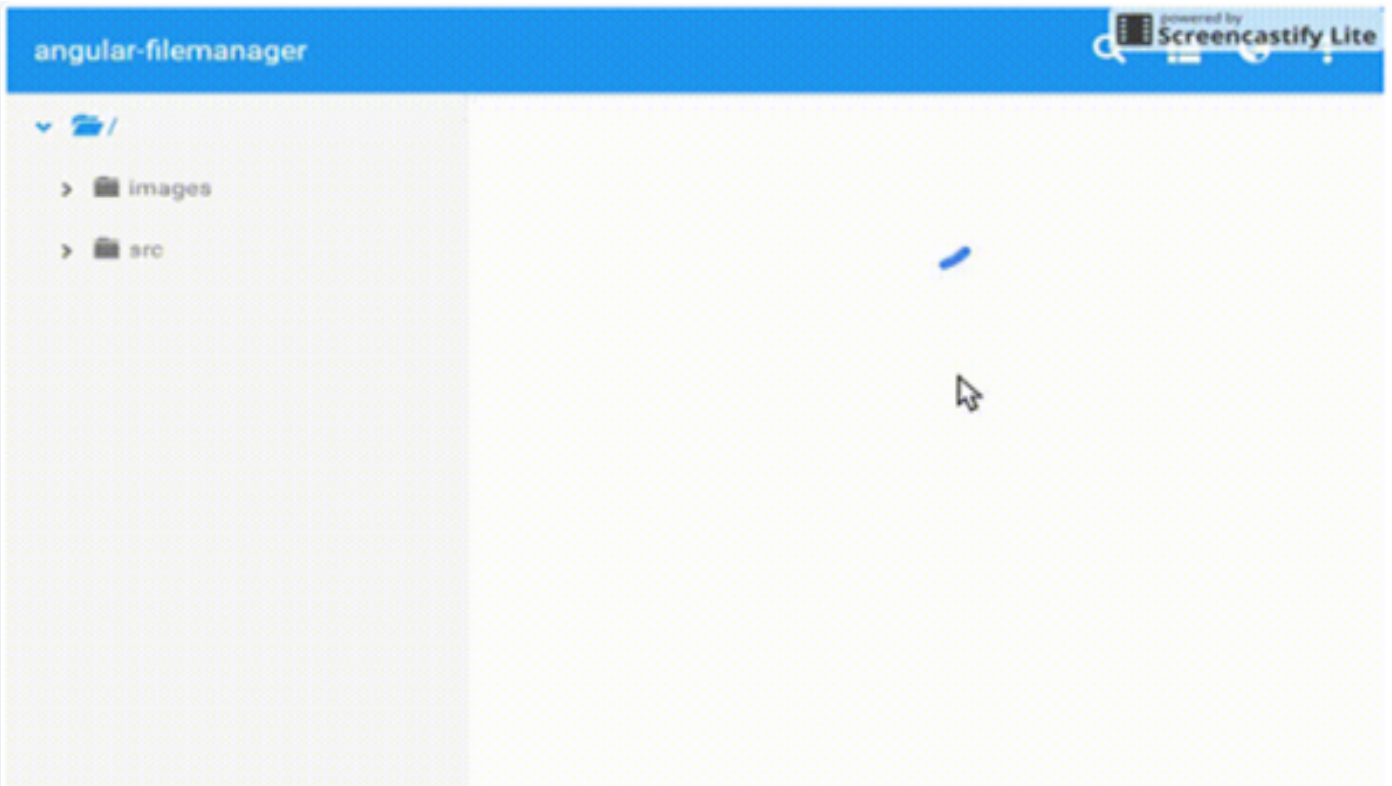 powered by
Screencastify Lite
angular-filemanager
/
images
src